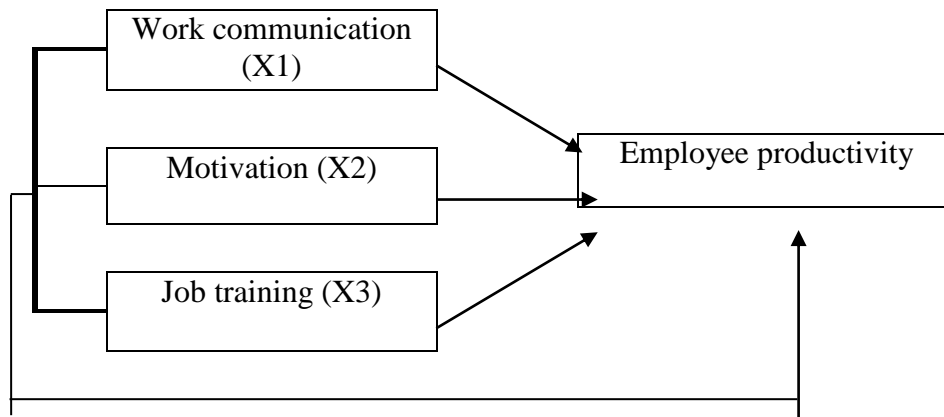 Work communication
(X1)
Motivation (X2)
Employee productivity
Job training (X3)